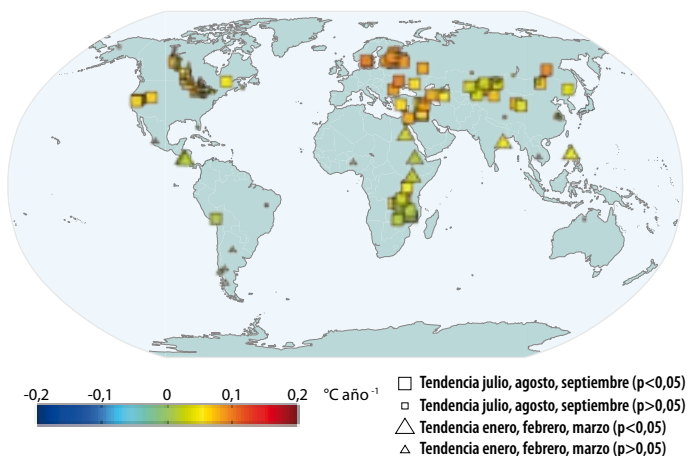 -0,2 -0,1 0 0,1 0,2 °C año -1
Tendencia julio, agosto, septiembre (p<0,05)
Tendencia julio, agosto, septiembre (p>0,05)
Tendencia enero, febrero, marzo (p<0,05)
Tendencia enero, febrero, marzo (p>0,05)